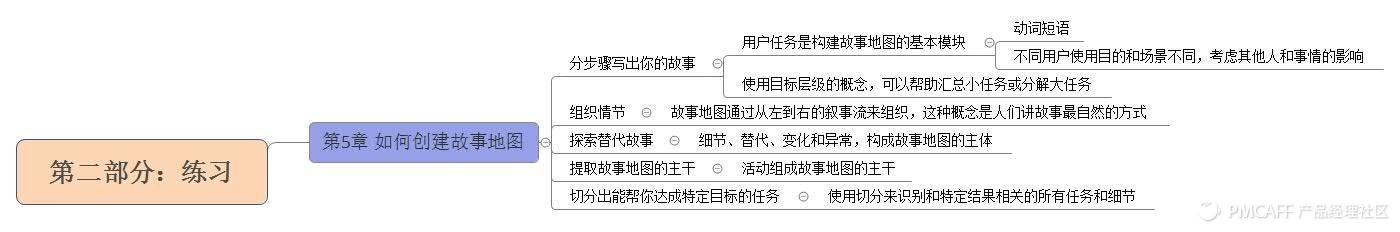 第二部分：练习
第5章 如何创建故事地图
分步骤写出你的故事
用户任务是构建故事地图的基本模块
动词短语
不同用户使用目的和场景不同，考虑其他人和事情的影响
使用目标层级的概念，可以帮助汇总小任务或分解大任务
组织情节
故事地图通过从左到右的叙事流来组织，这种概念是人们讲故事最自然的方式
探索替代故事
细节、替代、变化和异常，构成故事地图的主体
提取故事地图的主干
活动组成故事地图的主干
切分出能帮你达成特定目标的任务
使用切分来识别和特定结果相关的所有任务和细节
PMCAFF 产品经理社区